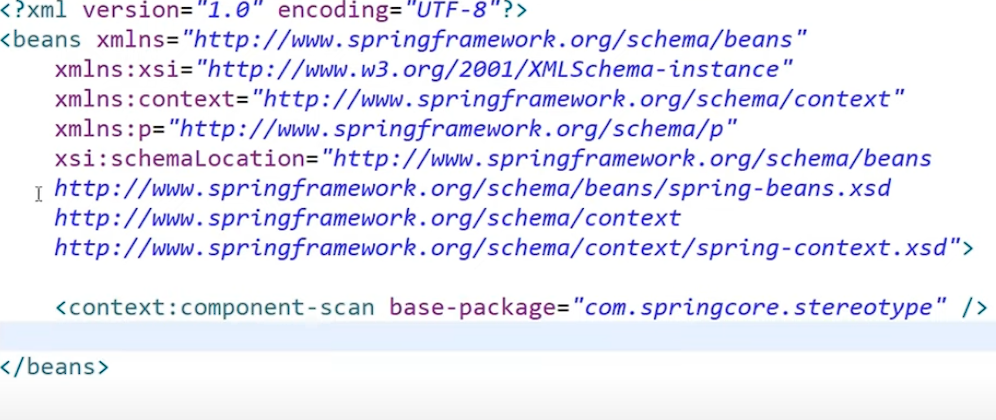 <?xml version="1.0" encoding="UTF-8"?>
<beans xmlns="http://www.springframework.org/schema/beans"
xmlns:xsi="http://www.w3.org/2001/XMLSchema-instance"
xmlns:context="http://www.springframework.org/schema/context"
xmlns:p="http://www.springframework.org/schema/p"
xsi:schemaLocation="http://www.springframework.org/schema/beans
http://www.springframework.org/schema/beans/spring-beans.xsd
http://www.springframework.org/schema/context
http://www.springframework.org/schema/context/spring-context.xsd">
<context:component-scan base-package="com.springcore.stereotype" />
</beans>